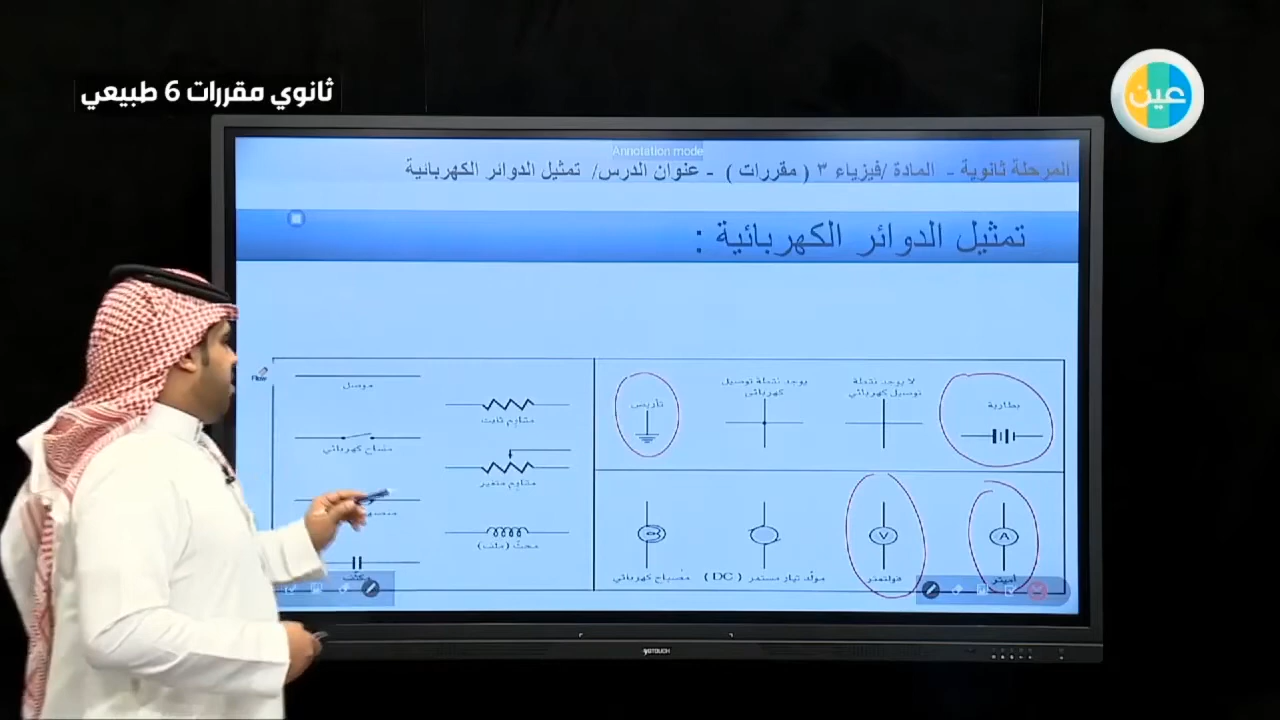 ثانوي مقررات 6 طبيعي
عين
Annotation mode
المرحلة ثانوية - المادة /فيزياء ٣ ( مقررات ) - عنوان الدرس/ تمثيل الدوائر الكهربائية
تمثيل الدوائر الكهربائية :
بطارية
لا يوجد نقطة توصيل كهربائي
يوجد نقطة توصيل كهربائي
تأريض
موصل
مقاوم ثابت
مفتاح كهربائي
مقاوم متغير
محث (ملف)
مكثف
A
V
أميتر
فولتمتر
مولد تيار مستمر ( DC )
مصباح كهربائي